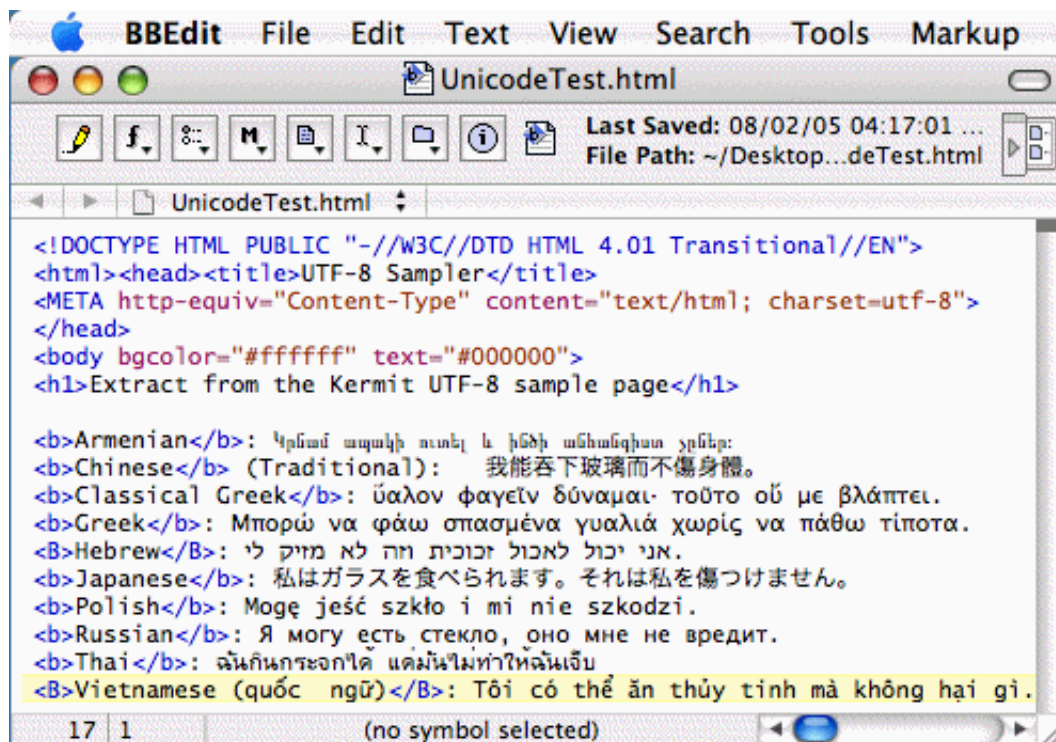 BBEdit File Edit Text View Search Tools Markup
UnicodeTest.html
Last Saved: 08/02/05 04:17:01 ...
File Path: ~/Desktop...deTest.html
UnicodeTest.html
<!DOCTYPE HTML PUBLIC "-//W3C//DTD HTML 4.01 Transitional//EN">
<html><head><title>UTF-8 Sampler</title>
<META http-equiv="Content-Type" content="text/html; charset=utf-8">
</head>
<body bgcolor="#ffffff" text="#000000">
<h1>Extract from the Kermit UTF-8 sample page</h1>
<b>Armenian</b>: Կրնամ ապակի ուտել և ինծի անհանգիստ չըներ։
<b>Chinese</b> (Traditional): 我能吞下玻璃而不傷身體。
<b>Classical Greek</b>: ὕαλον φαγεῖν δύναμαι· τοῦτο οὔ με βλάπτει.
<b>Greek</b>: Μπορώ να φάω σπασμένα γυαλιά χωρίς να πάθω τίποτα.
<B>Hebrew</B>: אני יכול לאכול זכוכית וזה לא מזיק לי.
<b>Japanese</b>: 私はガラスを食べられます。それは私を傷つけません。
<b>Polish</b>: Mogę jeść szkło i mi nie szkodzi.
<b>Russian</b>: Я могу есть стекло, оно мне не вредит.
<b>Thai</b>: ฉันกินกระจกได้ แต่มันไม่ทำให้ฉันเจ็บ
<B>Vietnamese (quốc ngữ)</B>: Tôi có thể ăn thủy tinh mà không hại gì.
17 1 (no symbol selected)